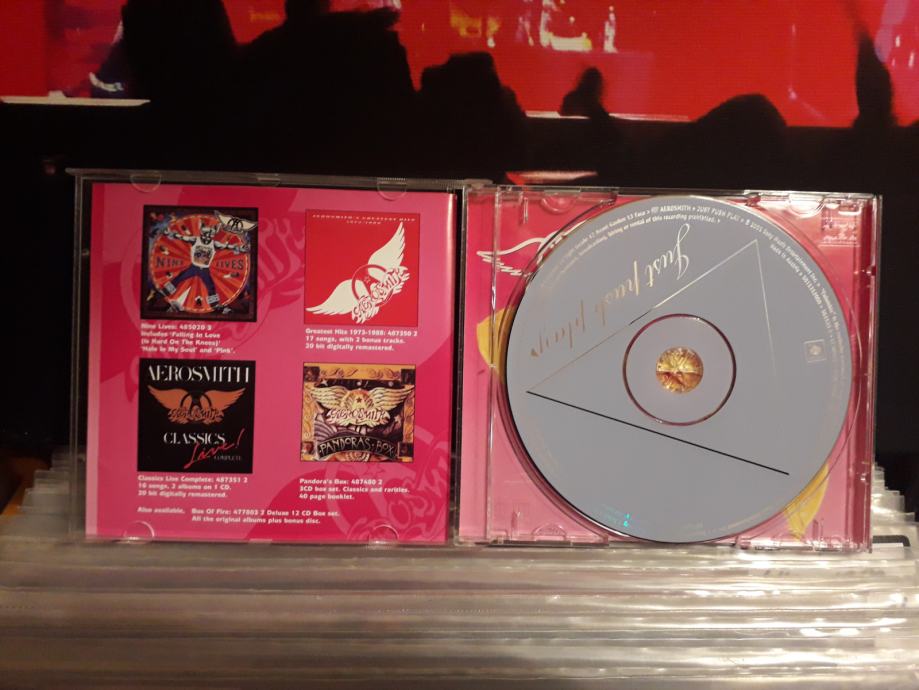 NINE LIVES
Nine Lives: 485020 2
includes 'Falling In Love
(Is Hard On The Knees)'
'Hole In My Soul' and 'Pink'.
AEROSMITH'S GREATEST HITS
1973-1988
AEROSMITH
Greatest Hits 1973-1988: 487350 2
17 songs, with 2 bonus tracks.
20 bit digitally remastered.
AEROSMITH
AEROSMITH
CLASSICS
Live!
COMPLETE
Classics Live Complete: 487351 2
16 songs, 2 albums on 1 CD.
20 bit digitally remastered.
AEROSMITH
PANDORA'S BOX
Pandora's Box: 487480 2
3CD box set. Classics and rarities.
40 page booklet.
Also available. Box Of Fire: 477803 2 Deluxe 12 CD Box set.
All the original albums plus bonus disc.
Just push play
AEROSMITH • JUST PUSH PLAY •